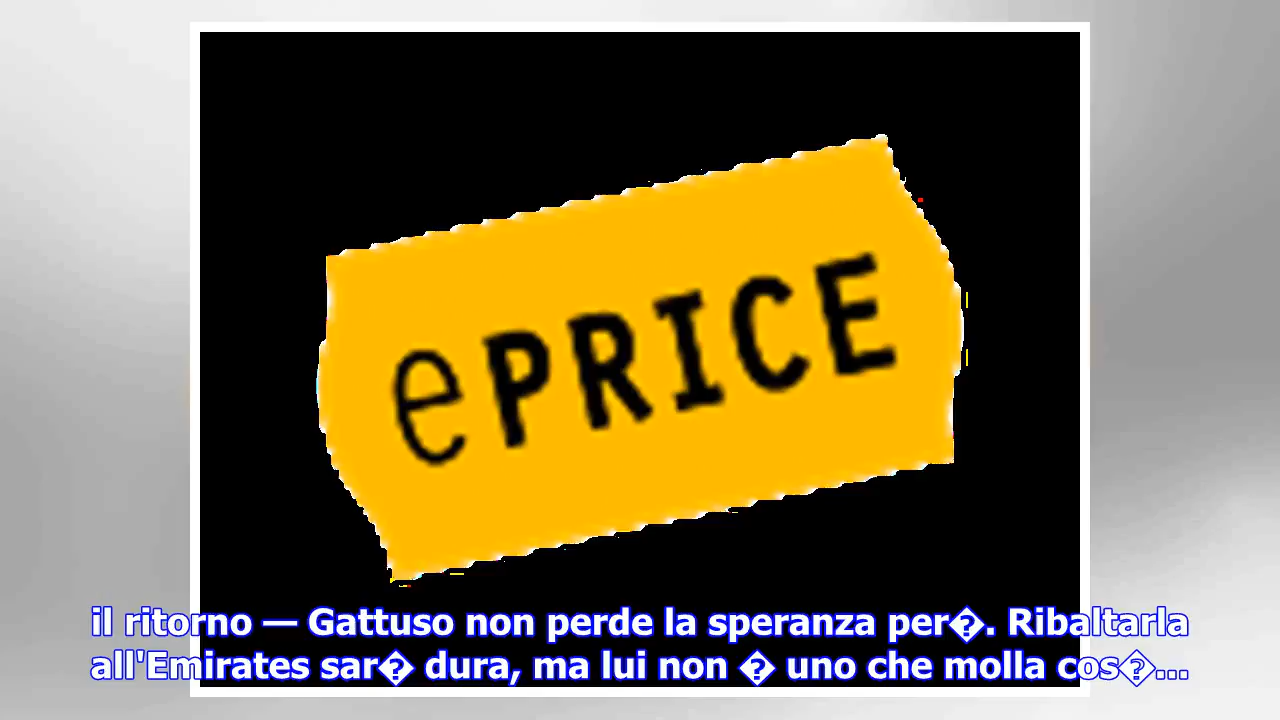 ePRICE
il ritorno — Gattuso non perde la speranza per�. Ribaltarla
all'Emirates sar� dura, ma lui non � uno che molla cos�...